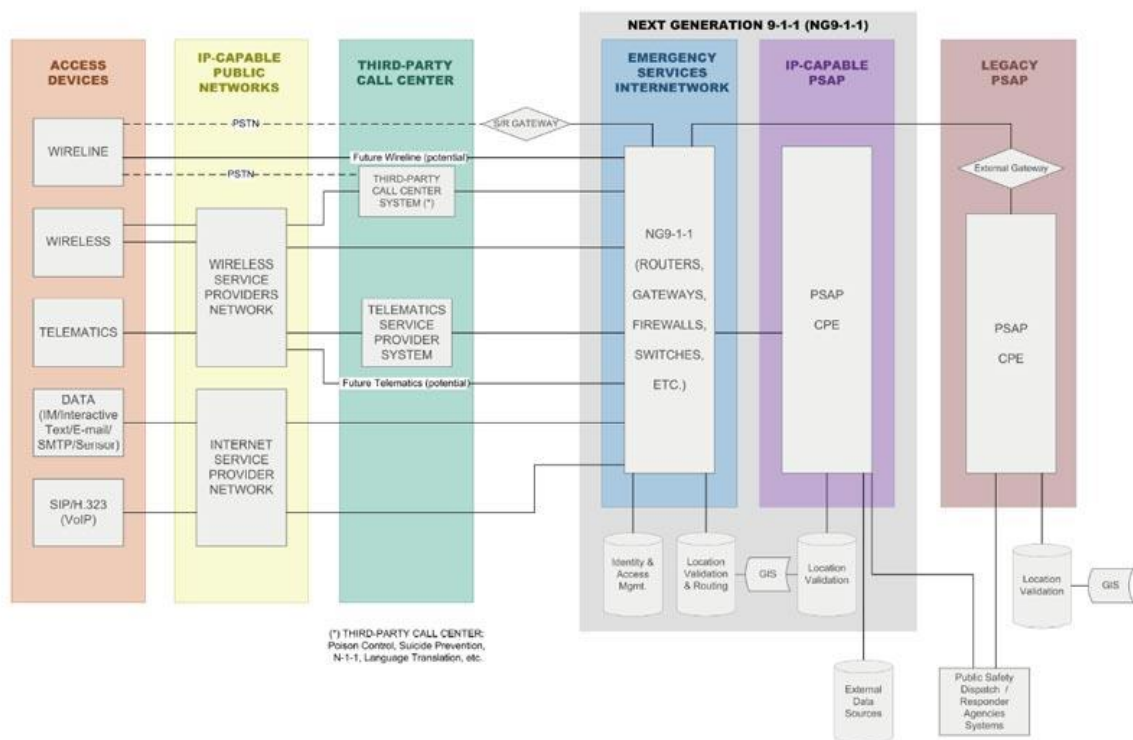 NEXT GENERATION 9-1-1 (NG9-1-1)
ACCESS
DEVICES
IP-CAPABLE
PUBLIC
NETWORKS
THIRD-PARTY
CALL CENTER
EMERGENCY
SERVICES
INTERNETWORK
IP-CAPABLE
PSAP
LEGACY
PSAP
PSTN
S/R GATEWAY
WIRELINE
Future Wireline (potential)
PSTN
THIRD-PARTY
CALL CENTER
SYSTEM (*)
External Gateway
WIRELESS
WIRELESS
SERVICE
PROVIDERS
NETWORK
NG9-1-1
(ROUTERS,
GATEWAYS,
FIREWALLS,
SWITCHES,
ETC.)
PSAP
CPE
PSAP
CPE
TELEMATICS
TELEMATICS
SERVICE
PROVIDER
SYSTEM
Future Telematics (potential)
DATA
(IM/Interactive
Text/E-mail/
SMTP/Sensor)
INTERNET
SERVICE
PROVIDER
NETWORK
SIP/H.323
(VoIP)
Identity &
Access
Mgmt.
Location
Validation
& Routing
GIS
Location
Validation
Location
Validation
GIS
(*) THIRD-PARTY CALL CENTER:
Poison Control, Suicide Prevention,
N-1-1, Language Translation, etc.
External
Data
Sources
Public Safety
Dispatch /
Responder
Agencies
Systems